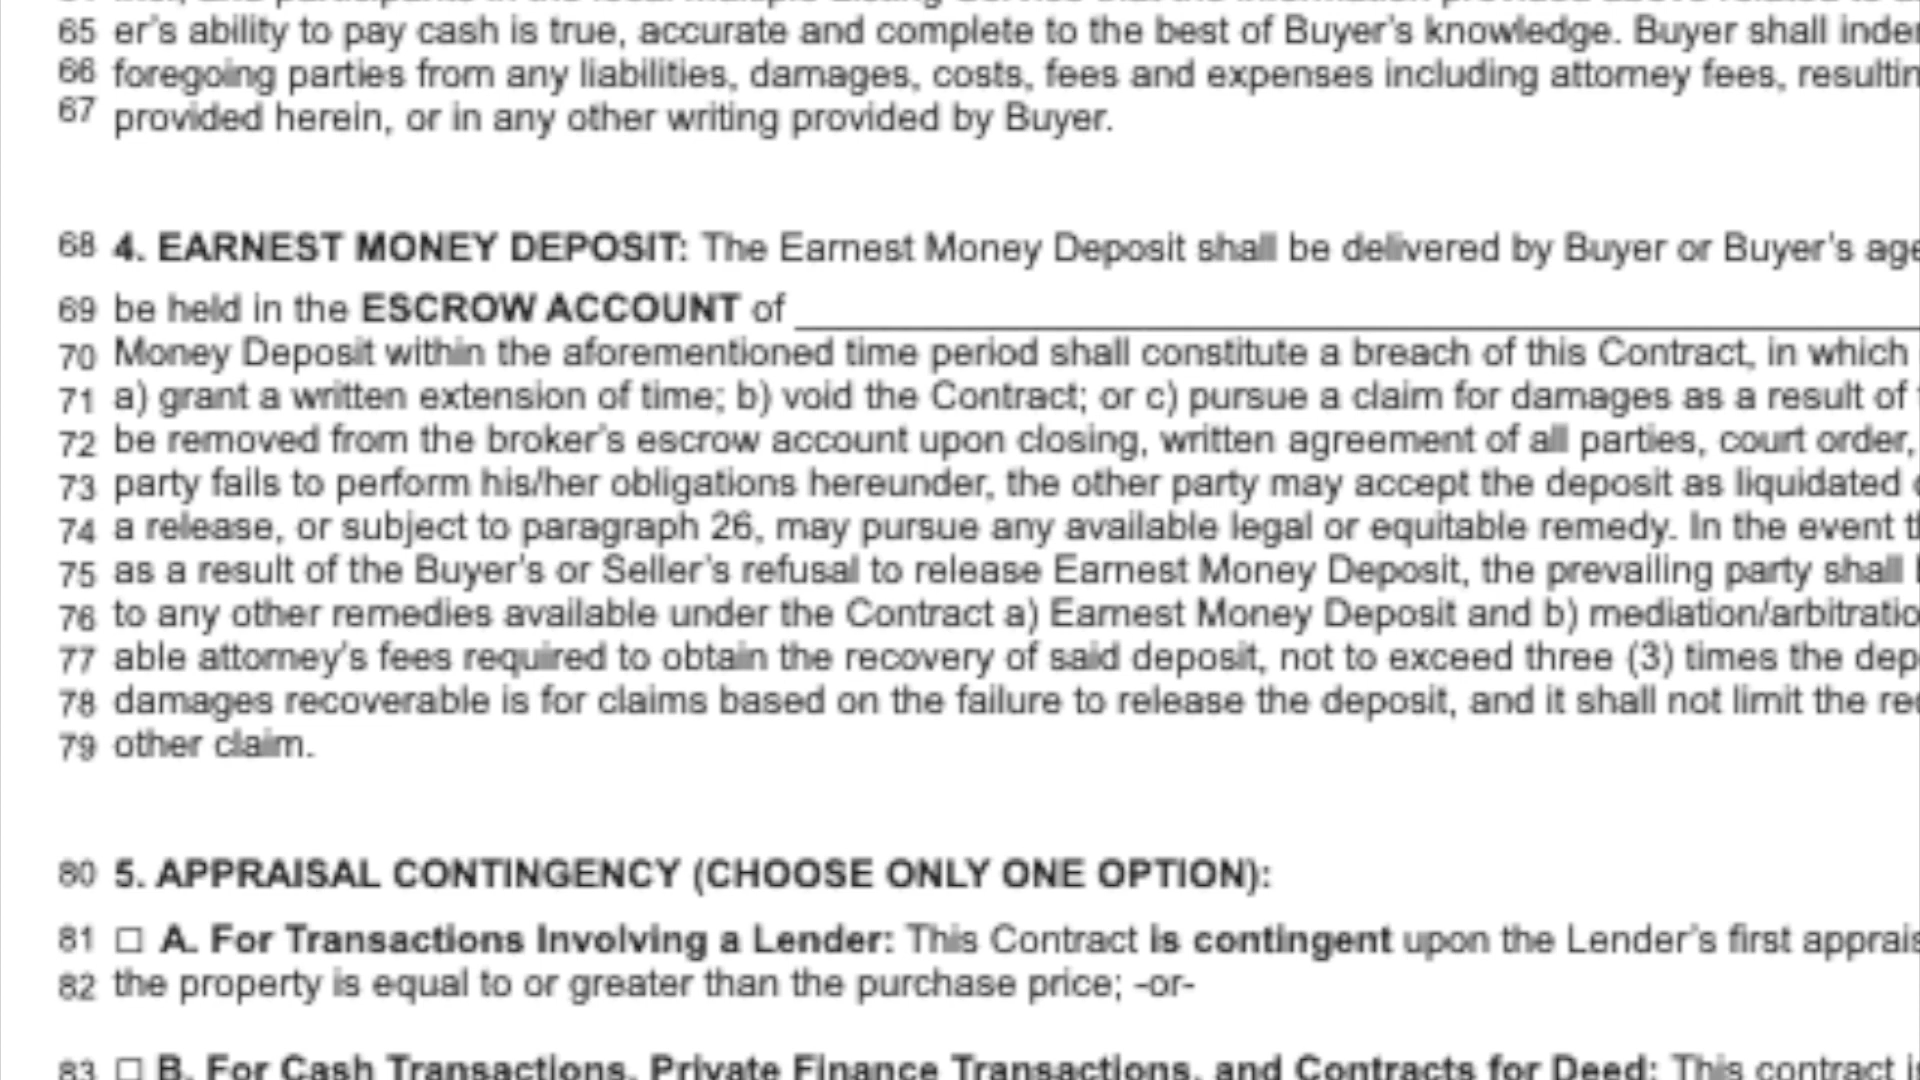 65 er's ability to pay cash is true, accurate and complete to the best of Buyer's knowledge. Buyer shall
66 foregoing parties from any liabilities, damages, costs, fees and expenses including attorney fees,
67 provided herein, or in any other writing provided by Buyer.
68 4. EARNEST MONEY DEPOSIT: The Earnest Money Deposit shall be delivered by Buyer or Buyer's
69 be held in the ESCROW ACCOUNT of
70 Money Deposit within the aforementioned time period shall constitute a breach of this Contract, in which
71 a) grant a written extension of time; b) void the Contract; or c) pursue a claim for damages as a result of
72 be removed from the broker's escrow account upon closing, written agreement of all parties, court order,
73 party fails to perform his/her obligations hereunder, the other party may accept the deposit as liquidated
74 a release, or subject to paragraph 26, may pursue any available legal or equitable remedy. In the event
75 as a result of the Buyer's or Seller's refusal to release Earnest Money Deposit, the prevailing party shall
76 to any other remedies available under the Contract a) Earnest Money Deposit and b) mediation/arbitratio
77 able attorney's fees required to obtain the recovery of said deposit, not to exceed three (3) times the dep
78 damages recoverable is for claims based on the failure to release the deposit, and it shall not limit the
79 other claim.
80 5. APPRAISAL CONTINGENCY (CHOOSE ONLY ONE OPTION):
81 ☐ A. For Transactions Involving a Lender: This Contract is contingent upon the Lender's first apprais
82 the property is equal to or greater than the purchase price; -or-
83 ☐ B. For Cash Transactions, Private Finance Transactions, and Contracts for Deed: This contract